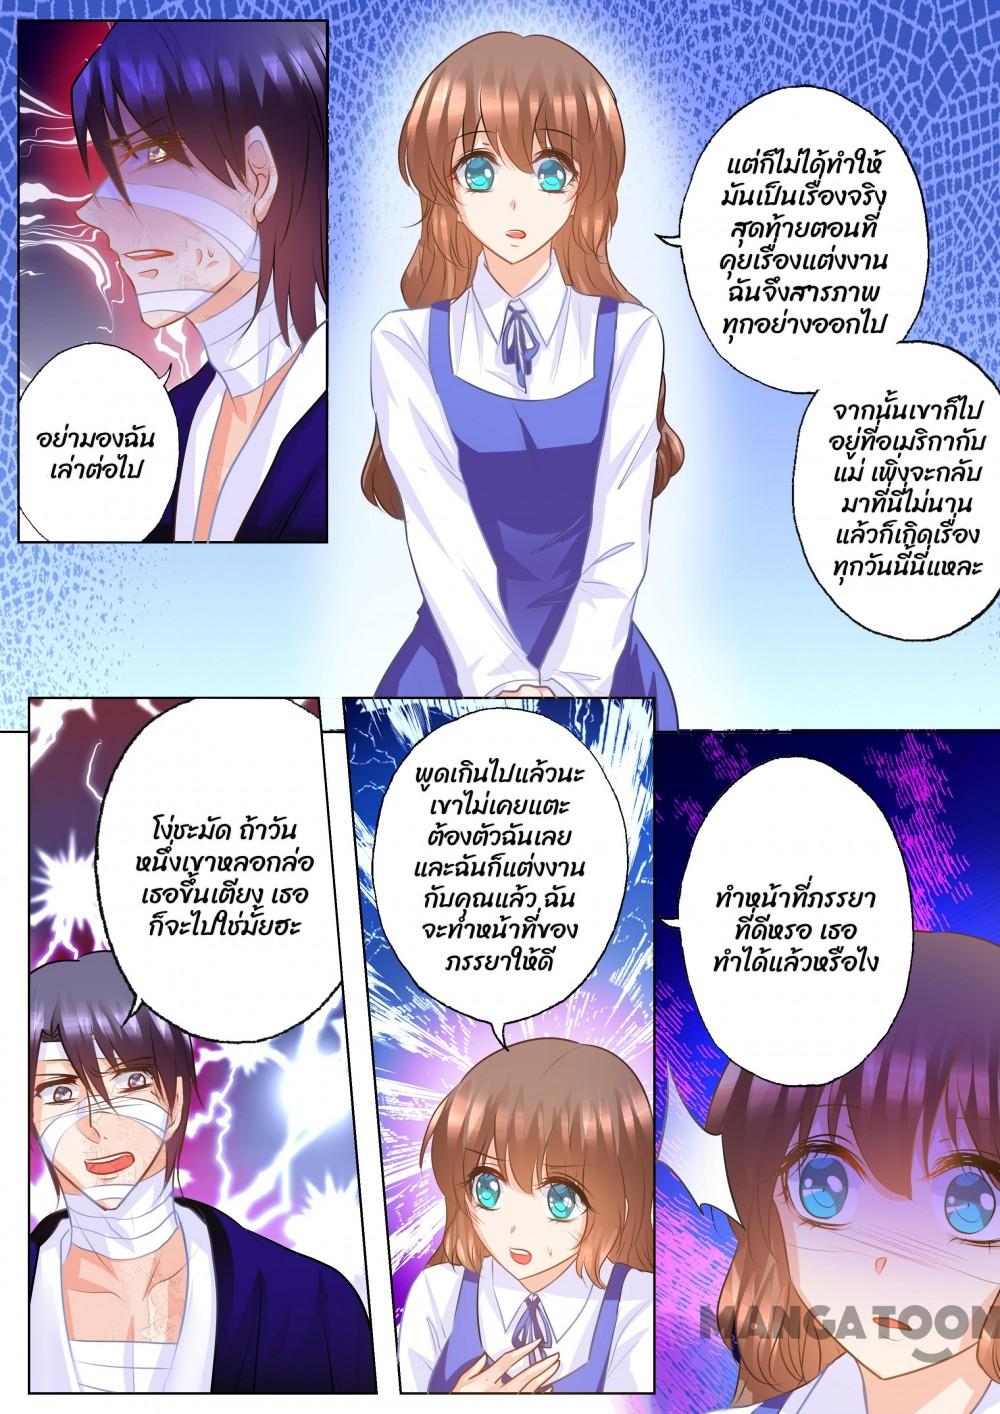 แต่ก็ไม่ได้ทำให้
มันเป็นเรื่องจริง
สุดท้ายตอนที่
คุยเรื่องแต่งงาน
ฉันจึงสารภาพ
ทุกอย่างออกไป
จากนั้นเขาก็ไป
อยู่ที่อเมริกากับ
แม่ เพิ่งจะกลับ
มาที่นี่ไม่นาน
แล้วก็เกิดเรื่อง
ทุกวันนี้นี่แหละ
อย่ามองฉัน
เล่าต่อไป
โง่ชะมัด ถ้าวัน
หนึ่งเขาหลอกล่อ
เธอขึ้นเตียง เธอ
ก็จะไปใช่มั้ยฮะ
พูดเกินไปแล้วนะ
เขาไม่เคยแตะ
ต้องตัวฉันเลย
และฉันก็แต่งงาน
กับคุณแล้ว ฉัน
จะทำหน้าที่ของ
ภรรยาให้ดี
ทำหน้าที่ภรรยา
ที่ดีหรอ เธอ
ทำได้แล้วหรือไง
MANGATOON